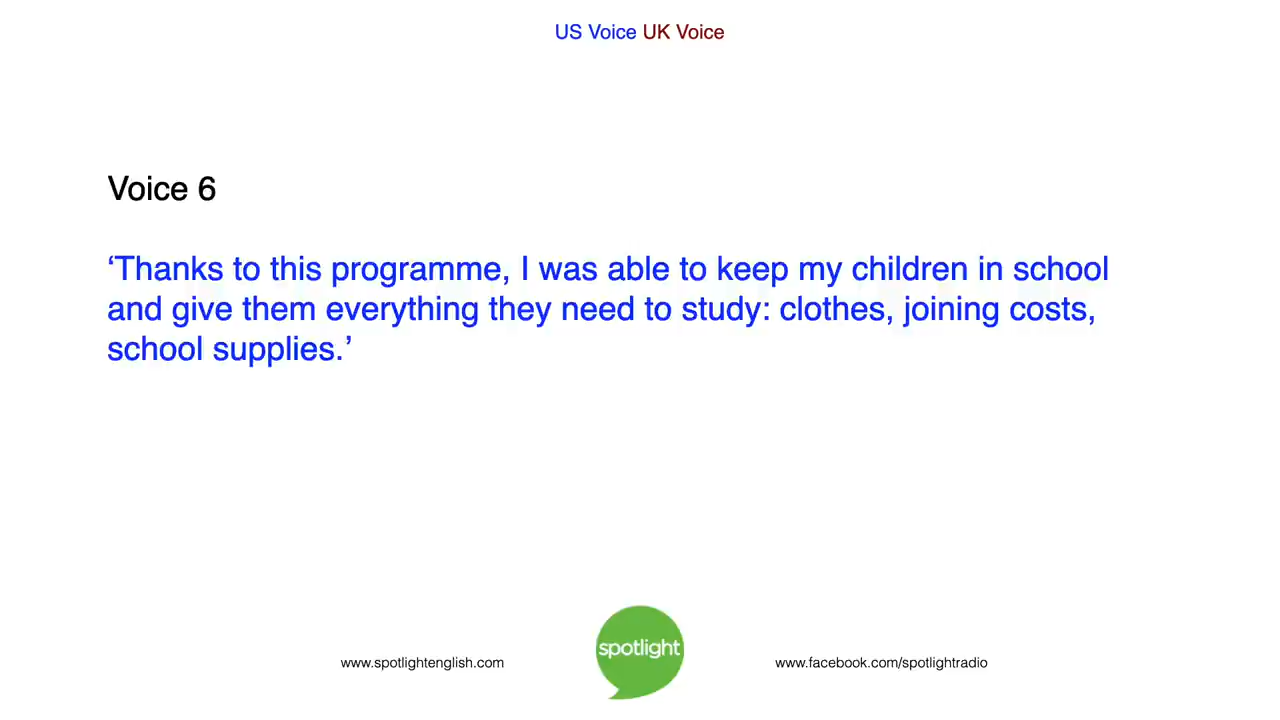 US Voice UK Voice
Voice 6
‘Thanks to this programme, I was able to keep my children in school
and give them everything they need to study: clothes, joining costs,
school supplies.’
spotlight
www.spotlightenglish.com
www.facebook.com/spotlightradio